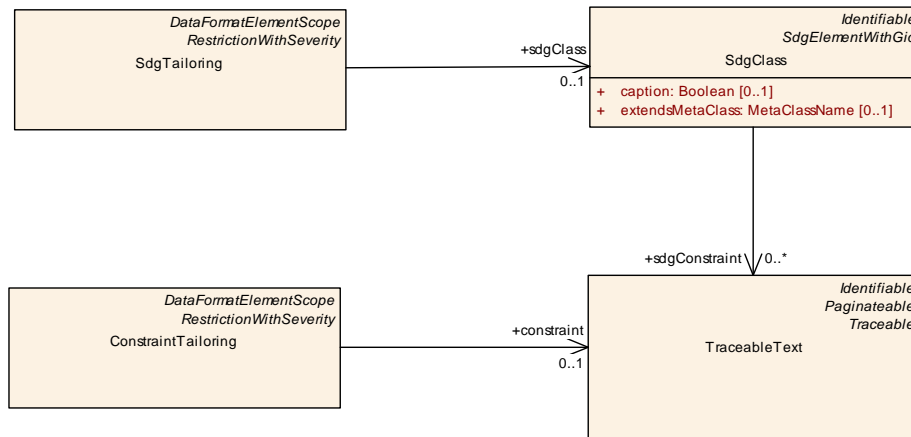 DataFormatElementScope
RestrictionWithSeverity
SdgTailoring
+sdgClass
0..1
Identifiable
SdgElementWithGid
SdgClass
+ caption: Boolean [0..1]
+ extendsMetaClass: MetaClassName [0..1]
+sdgConstraint
0..*
DataFormatElementScope
RestrictionWithSeverity
ConstraintTailoring
+constraint
0..1
Identifiable
Paginateable
Traceable
TraceableText